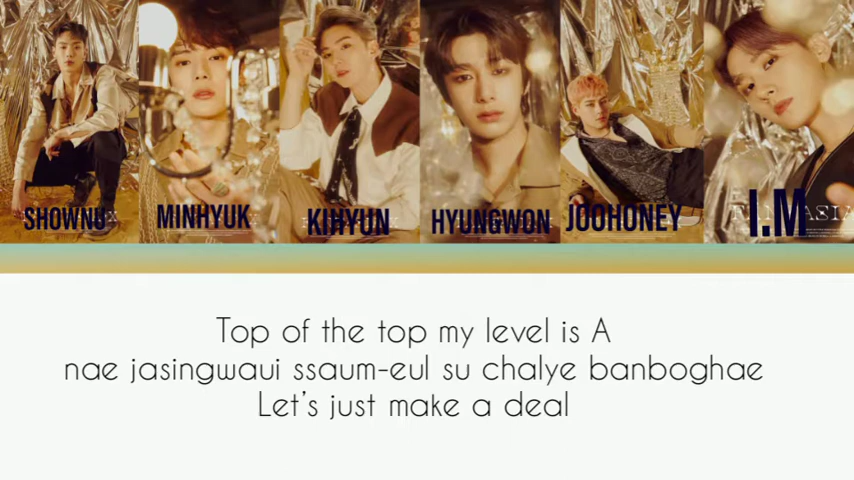 SHOWNU
MINHYUK
KIHYUN
HYUNGWON
JOOHONEY
I.M
Top of the top my level is A
nae jasingwaui ssaum-eul su chalye banboghae
Let's just make a deal